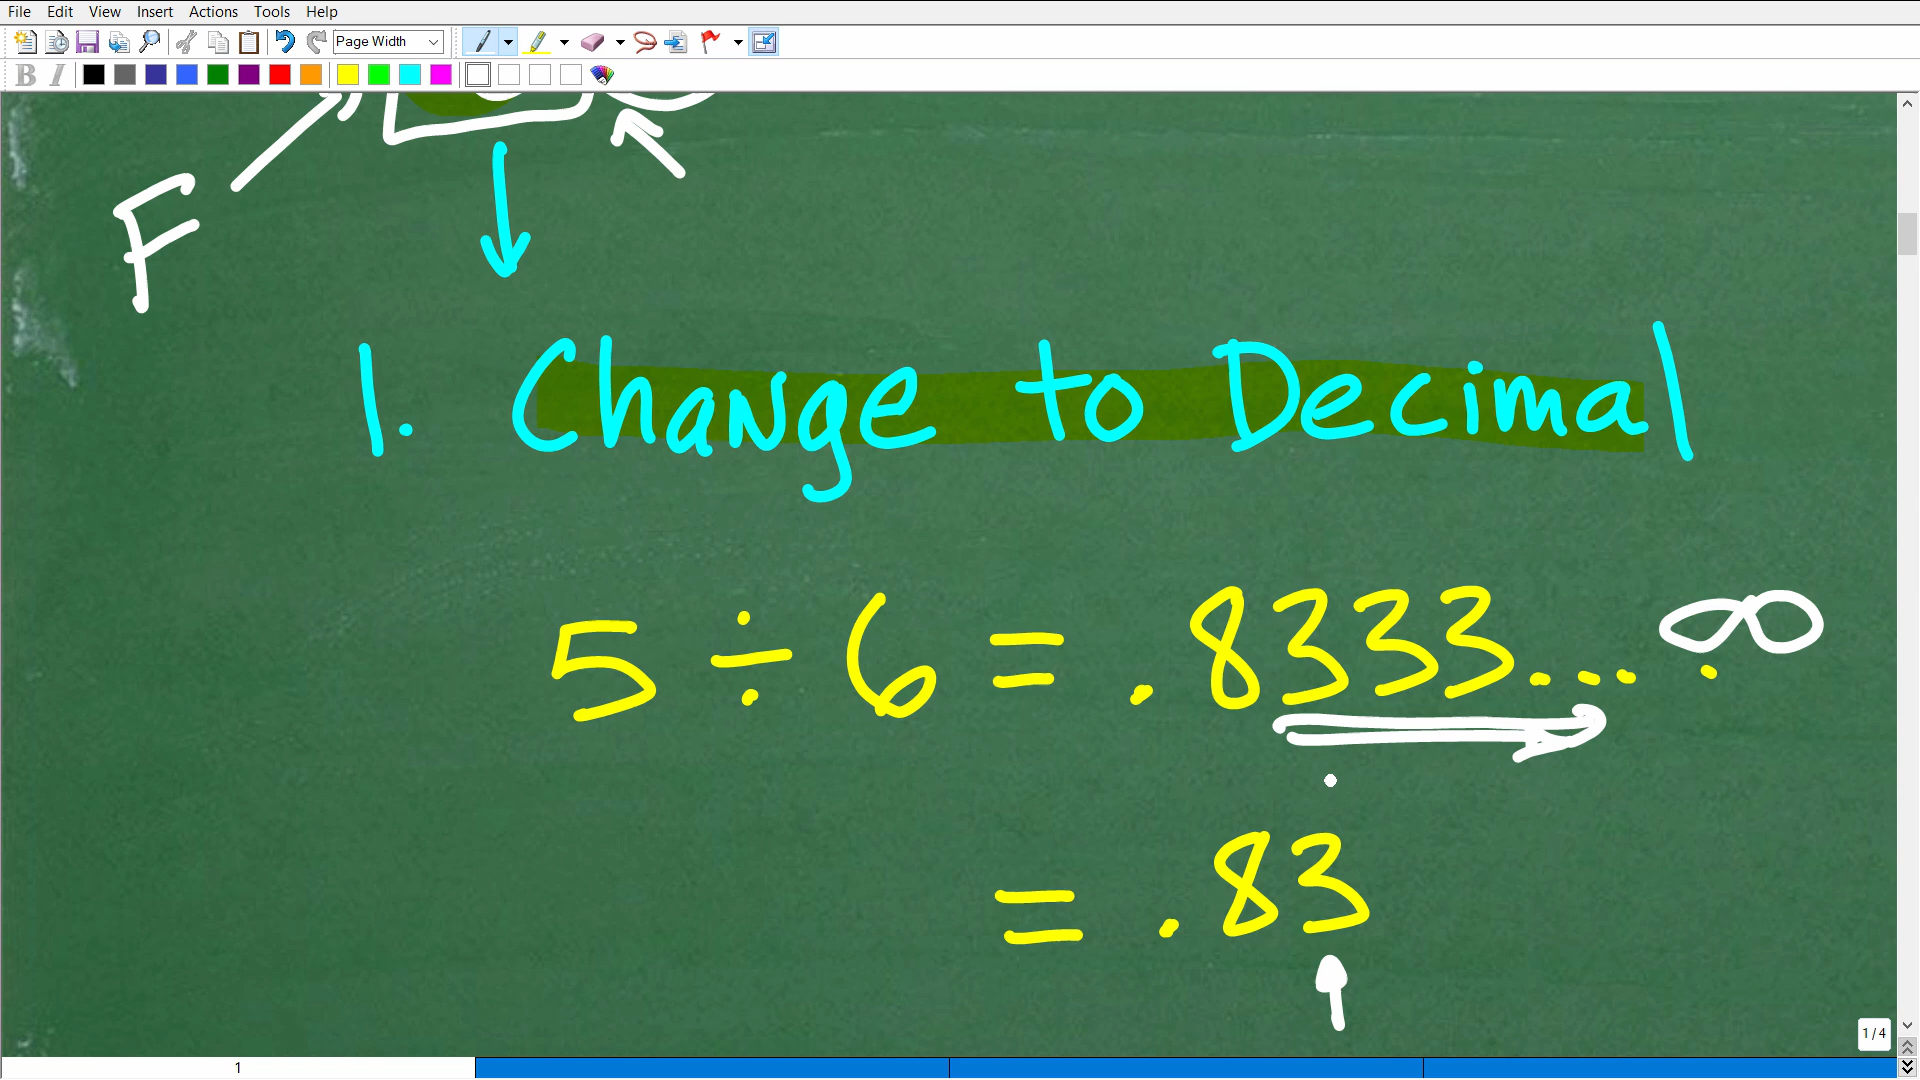 File Edit View Insert Actions Tools Help
Page Width
B I
F
1. Change to Decimal
5 ÷ 6 = .8333.... ∞
= .83
1 / 4
1